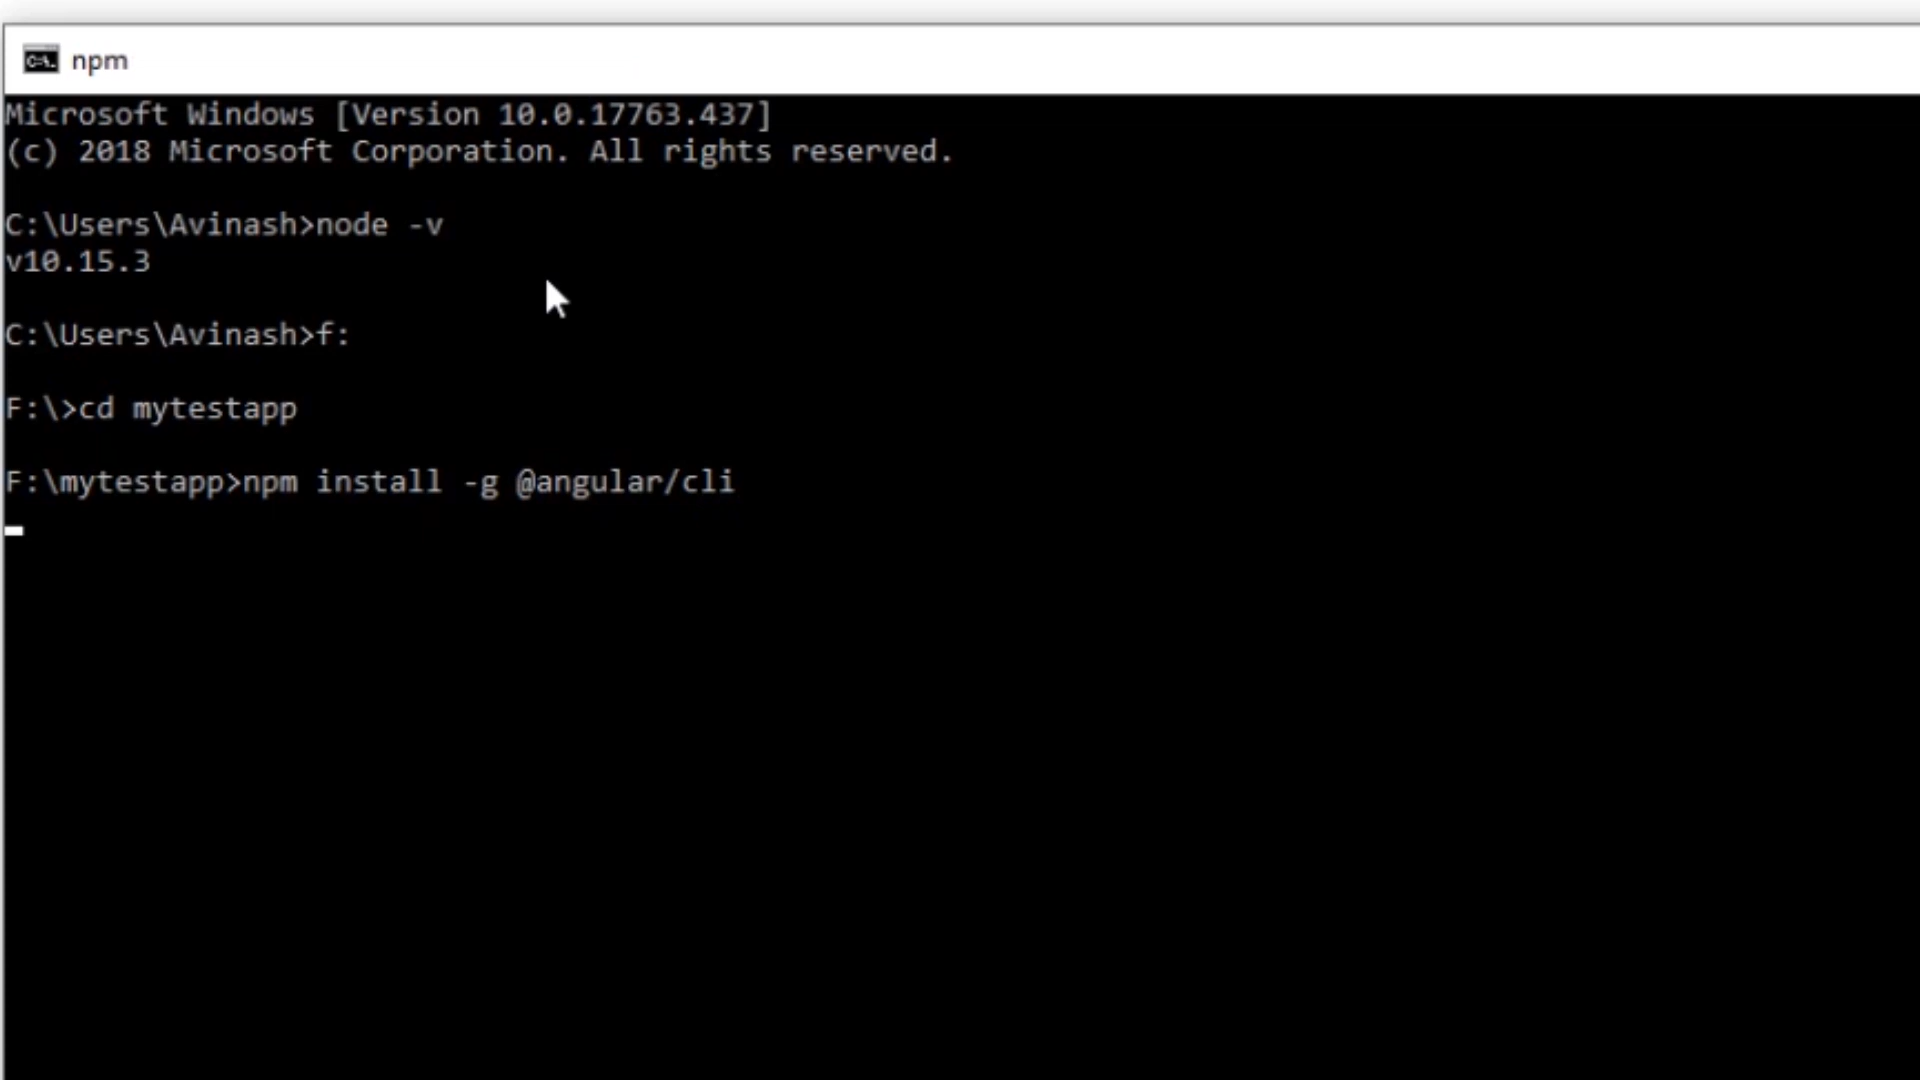 npm
Microsoft Windows [Version 10.0.17763.437]
(c) 2018 Microsoft Corporation. All rights reserved.
C:\Users\Avinash>node -v
v10.15.3
C:\Users\Avinash>f:
F:\>cd mytestapp
F:\mytestapp>npm install -g @angular/cli